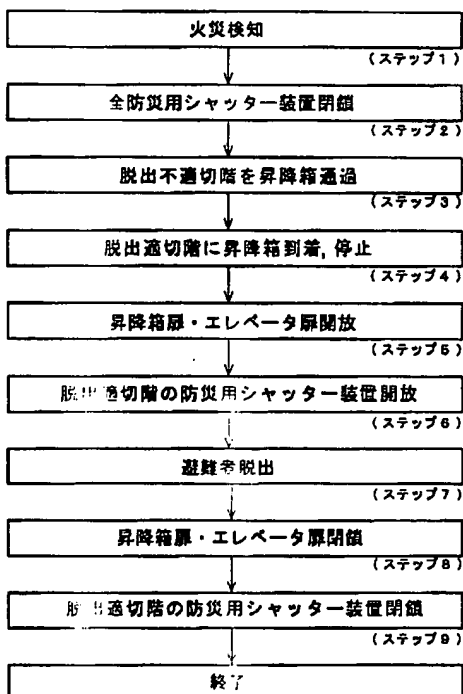 火災検知
(ステップ1)
全防災用シャッター装置閉鎖
(ステップ2)
脱出不適切階を昇降箱通過
(ステップ3)
脱出適切階に昇降箱到着,停止
(ステップ4)
昇降箱扉・エレベータ扉開放
(ステップ5)
脱出適切階の防災用シャッター装置開放
(ステップ6)
避難者脱出
(ステップ7)
昇降箱扉・エレベータ扉閉鎖
(ステップ8)
脱出適切階の防災用シャッター装置閉鎖
(ステップ9)
終了